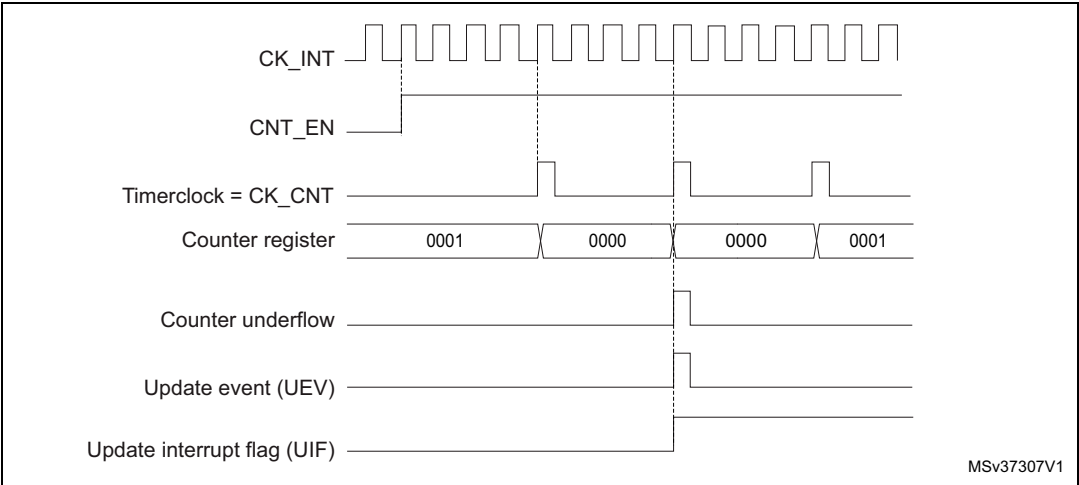 CK_INT
CNT_EN
Timerclock = CK_CNT
Counter register 0001 0000 0000 0001
Counter underflow
Update event (UEV)
Update interrupt flag (UIF)
MSv37307V1